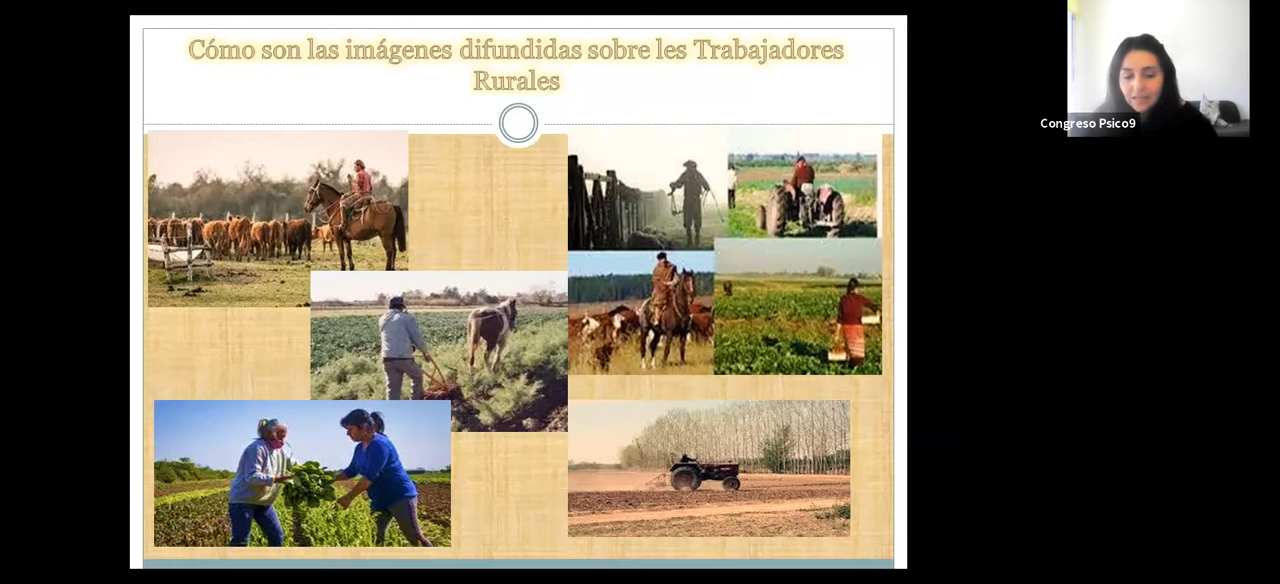 Cómo son las imágenes difundidas sobre les Trabajadores
Rurales
Congreso Psico9